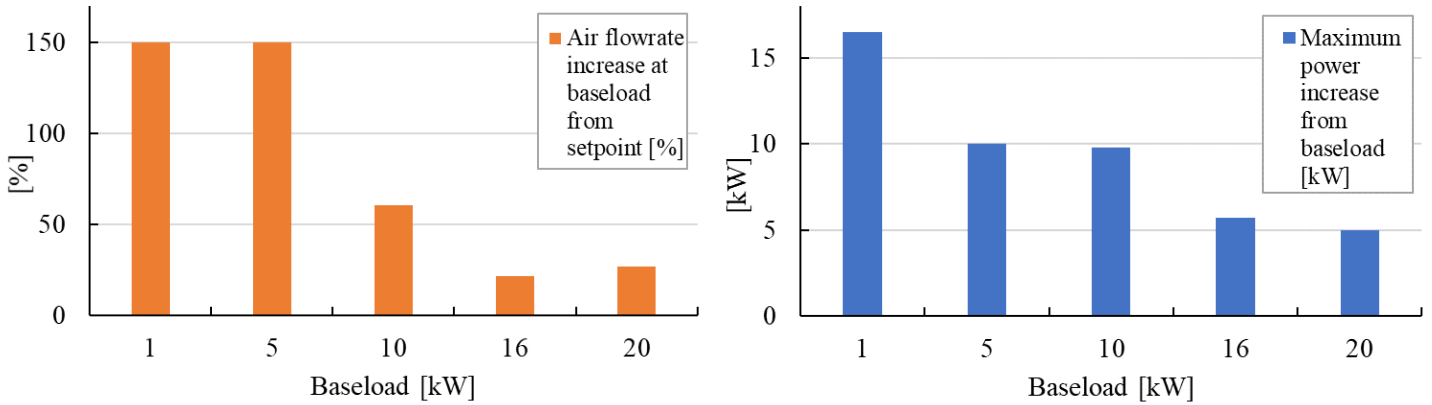 150
100
50
0
[%]
1 5 10 16 20
Baseload [kW]
Air flowrate
increase at
baseload
from
setpoint [%]
15
10
5
0
[kW]
1 5 10 16 20
Baseload [kW]
Maximum
power
increase
from
baseload
[kW]